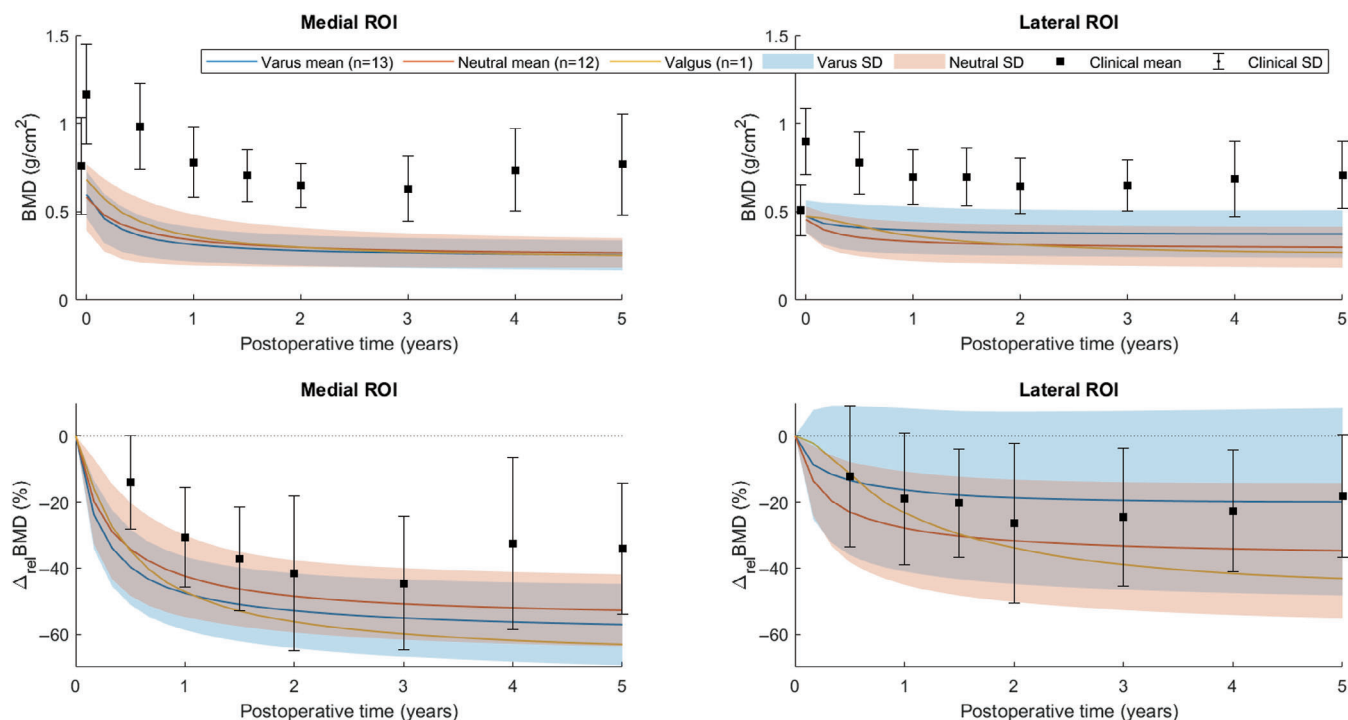 Medial ROI
Lateral ROI
Varus mean (n=13) Neutral mean (n=12) Valgus (n=1) Varus SD Neutral SD Clinical mean Clinical SD
BMD (g/cm²)
1.5
1
0.5
0
0 1 2 3 4 5
Postoperative time (years)
BMD (g/cm²)
1.5
1
0.5
0
0 1 2 3 4 5
Postoperative time (years)
Medial ROI
ΔrelBMD (%)
0
−20
−40
−60
0 1 2 3 4 5
Postoperative time (years)
Lateral ROI
ΔrelBMD (%)
0
−20
−40
−60
0 1 2 3 4 5
Postoperative time (years)